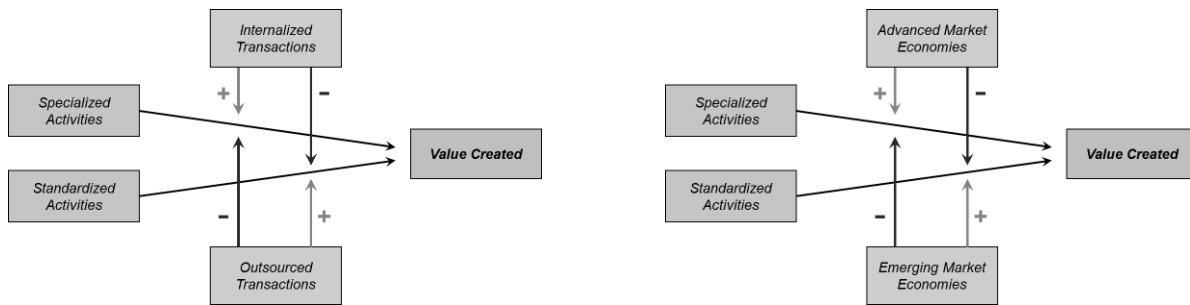 Internalized
Transactions
+
-
Specialized
Activities
Value Created
Standardized
Activities
-
+
Outsourced
Transactions
Advanced Market
Economies
+
-
Specialized
Activities
Value Created
Standardized
Activities
-
+
Emerging Market
Economies